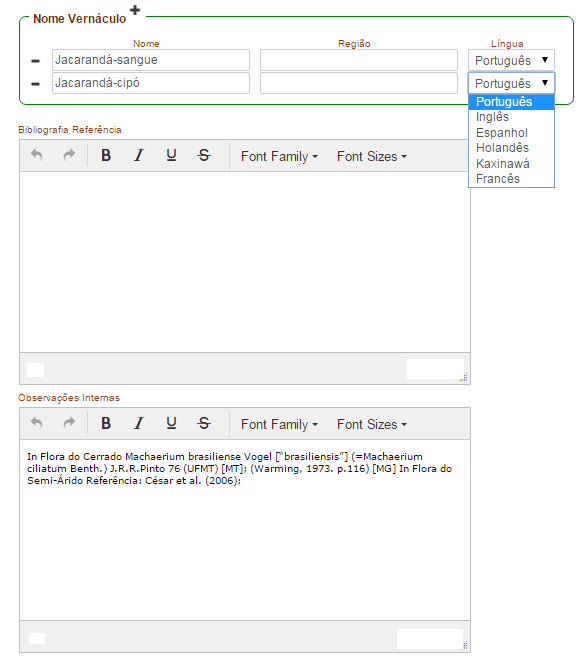 Nome Vernáculo
Nome Região Língua
Jacarandá-sangue Português
Jacarandá-cipó Português
Português
Inglês
Espanhol
Holandês
Kaxinawá
Francês
Bibliografia Referência
B I U S Font Family Font Sizes
Observações Internas
B I U S Font Family Font Sizes
In Flora do Cerrado Machaerium brasiliense Vogel ["brasiliensis"] (=Machaerium
ciliatum Benth.) J.R.R.Pinto 76 (UFMT) [MT]; (Warming, 1973. p.116) [MG] In Flora do
Semi-Árido Referência: César et al. (2006);